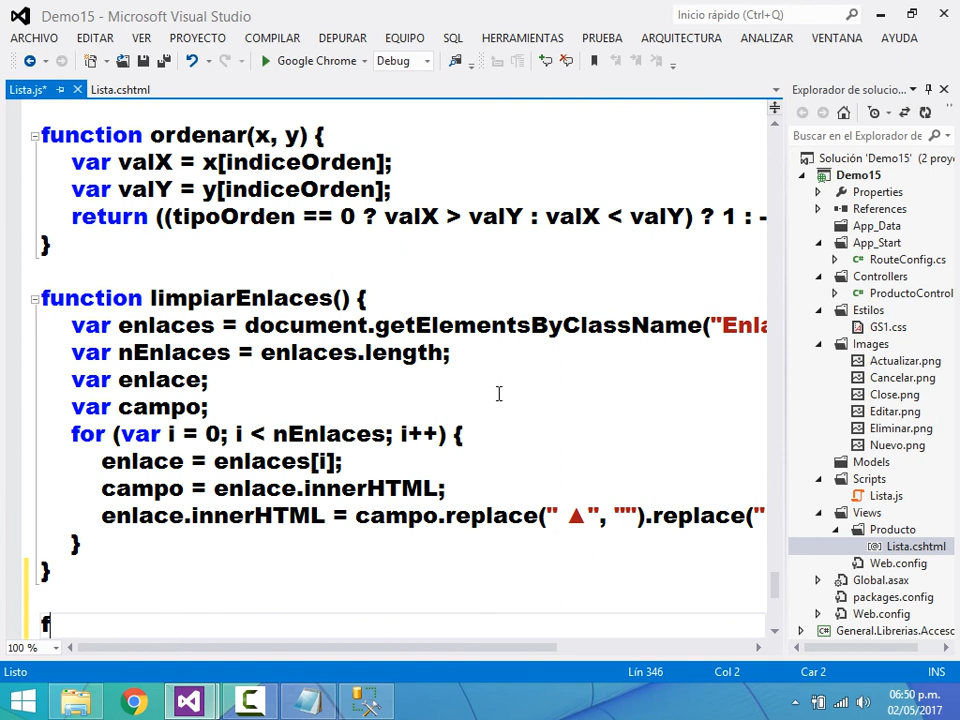 Demo15 - Microsoft Visual Studio
Inicio rápido (Ctrl+Q)
ARCHIVO EDITAR VER PROYECTO COMPILAR DEPURAR EQUIPO SQL HERRAMIENTAS PRUEBA ARQUITECTURA ANALIZAR VENTANA AYUDA
Google Chrome Debug
Lista.js* Lista.cshtml
function ordenar(x, y) {
var valX = x[indiceOrden];
var valY = y[indiceOrden];
return ((tipoOrden == 0 ? valX > valY : valX < valY) ? 1 : -
}
function limpiarEnlaces() {
var enlaces = document.getElementsByClassName("Enla
var nEnlaces = enlaces.length;
var enlace;
var campo;
for (var i = 0; i < nEnlaces; i++) {
enlace = enlaces[i];
campo = enlace.innerHTML;
enlace.innerHTML = campo.replace(" ▲", "").replace("
}
}
f
100 %
Explorador de solucio...
Buscar en el Explorador de
Solución 'Demo15' (2 proye
Demo15
Properties
References
App_Data
App_Start
RouteConfig.cs
Controllers
ProductoControl
Estilos
GS1.css
Images
Actualizar.png
Cancelar.png
Close.png
Editar.png
Eliminar.png
Nuevo.png
Models
Scripts
Lista.js
Views
Producto
Lista.cshtml
Web.config
Global.asax
packages.config
Web.config
General.Librerias.Acceso
Listo Lín 346 Col 2 Car 2 INS
06:50 p.m.
02/05/2017